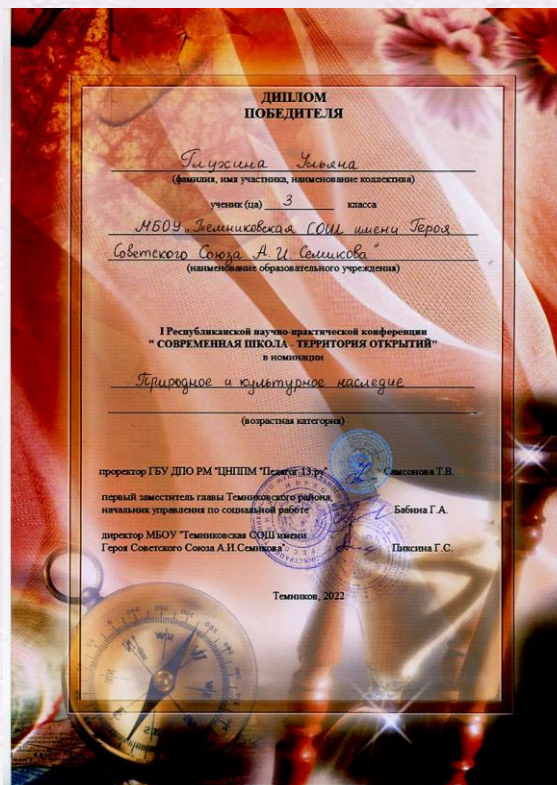 ДИПЛОМ
ПОБЕДИТЕЛЯ
Глухина Ульяна
(фамилия, имя участника, наименование коллектива)
ученик (ца) 3 класса
МБОУ „Темниковская СОШ имени Героя
Советского Союза А. И. Семикова"
(наименование образовательного учреждения)
I Республиканской научно-практической конференции
" СОВРЕМЕННАЯ ШКОЛА - ТЕРРИТОРИЯ ОТКРЫТИЙ"
в номинации
Природное и культурное наследие
(возрастная категория)
проректор ГБУ ДПО РМ "ЦНППМ "Педагог 13.ру" Самсонова Т.В.
первый заместитель главы Темниковского района,
начальник управления по социальной работе Бабина Г.А.
директор МБОУ "Темниковская СОШ имени
Героя Советского Союза А.И.Семикова" Пиксина Г.С.
Темников, 2022